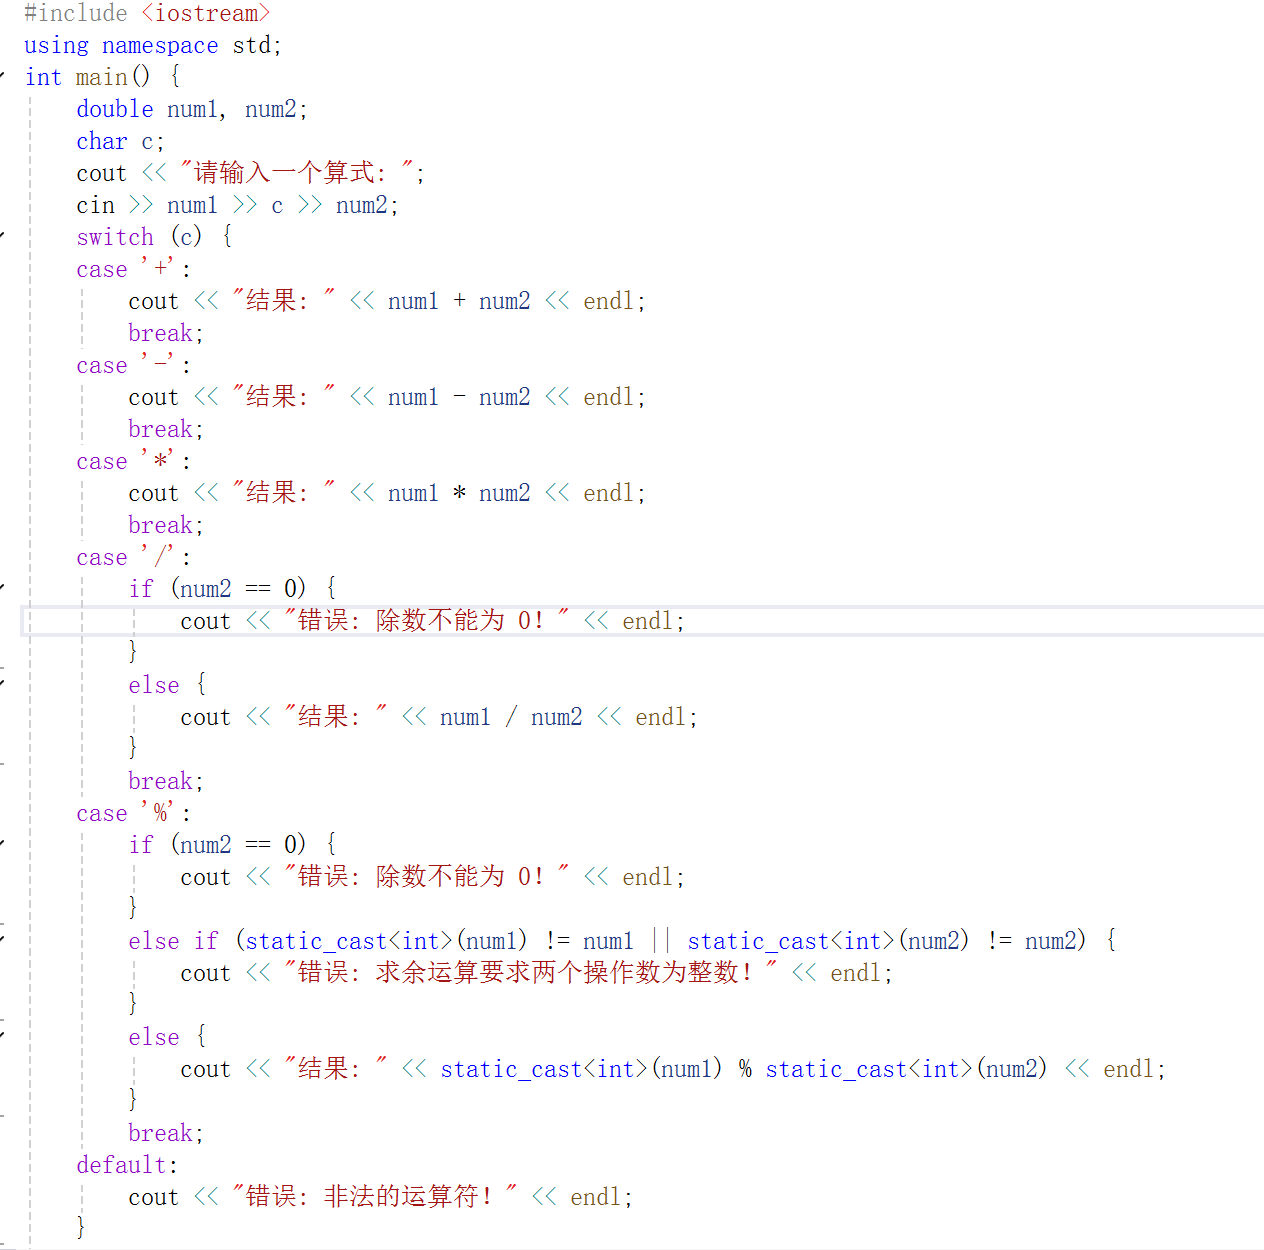 #include <iostream>
using namespace std;
int main() {
    double num1, num2;
    char c;
    cout << "请输入一个算式: ";
    cin >> num1 >> c >> num2;
    switch (c) {
    case '+':
        cout << "结果: " << num1 + num2 << endl;
        break;
    case '-':
        cout << "结果: " << num1 - num2 << endl;
        break;
    case '*':
        cout << "结果: " << num1 * num2 << endl;
        break;
    case '/':
        if (num2 == 0) {
            cout << "错误: 除数不能为 0! " << endl;
        }
        else {
            cout << "结果: " << num1 / num2 << endl;
        }
        break;
    case '%':
        if (num2 == 0) {
            cout << "错误: 除数不能为 0! " << endl;
        }
        else if (static_cast<int>(num1) != num1 || static_cast<int>(num2) != num2) {
            cout << "错误: 求余运算要求两个操作数为整数! " << endl;
        }
        else {
            cout << "结果: " << static_cast<int>(num1) % static_cast<int>(num2) << endl;
        }
        break;
    default:
        cout << "错误: 非法的运算符! " << endl;
    }